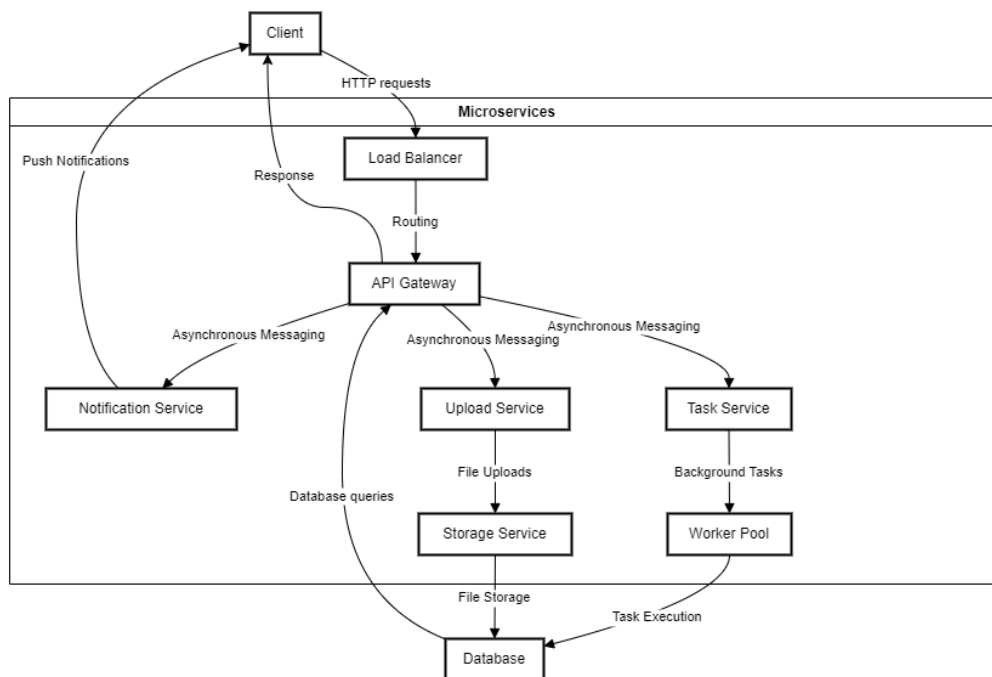 Client
HTTP requests
Microservices
Load Balancer
Push Notifications
Response
Routing
API Gateway
Asynchronous Messaging
Asynchronous Messaging
Asynchronous Messaging
Notification Service
Upload Service
Task Service
File Uploads
Background Tasks
Database queries
Storage Service
Worker Pool
File Storage
Task Execution
Database